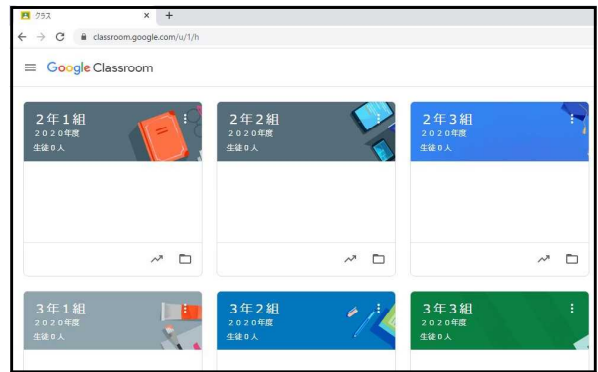 クラス
classroom.google.com/u/1/h
Google Classroom
2年1組
2020年度
生徒0人
2年2組
2020年度
生徒0人
2年3組
2020年度
生徒0人
3年1組
2020年度
生徒0人
3年2組
2020年度
生徒0人
3年3組
2020年度
生徒0人